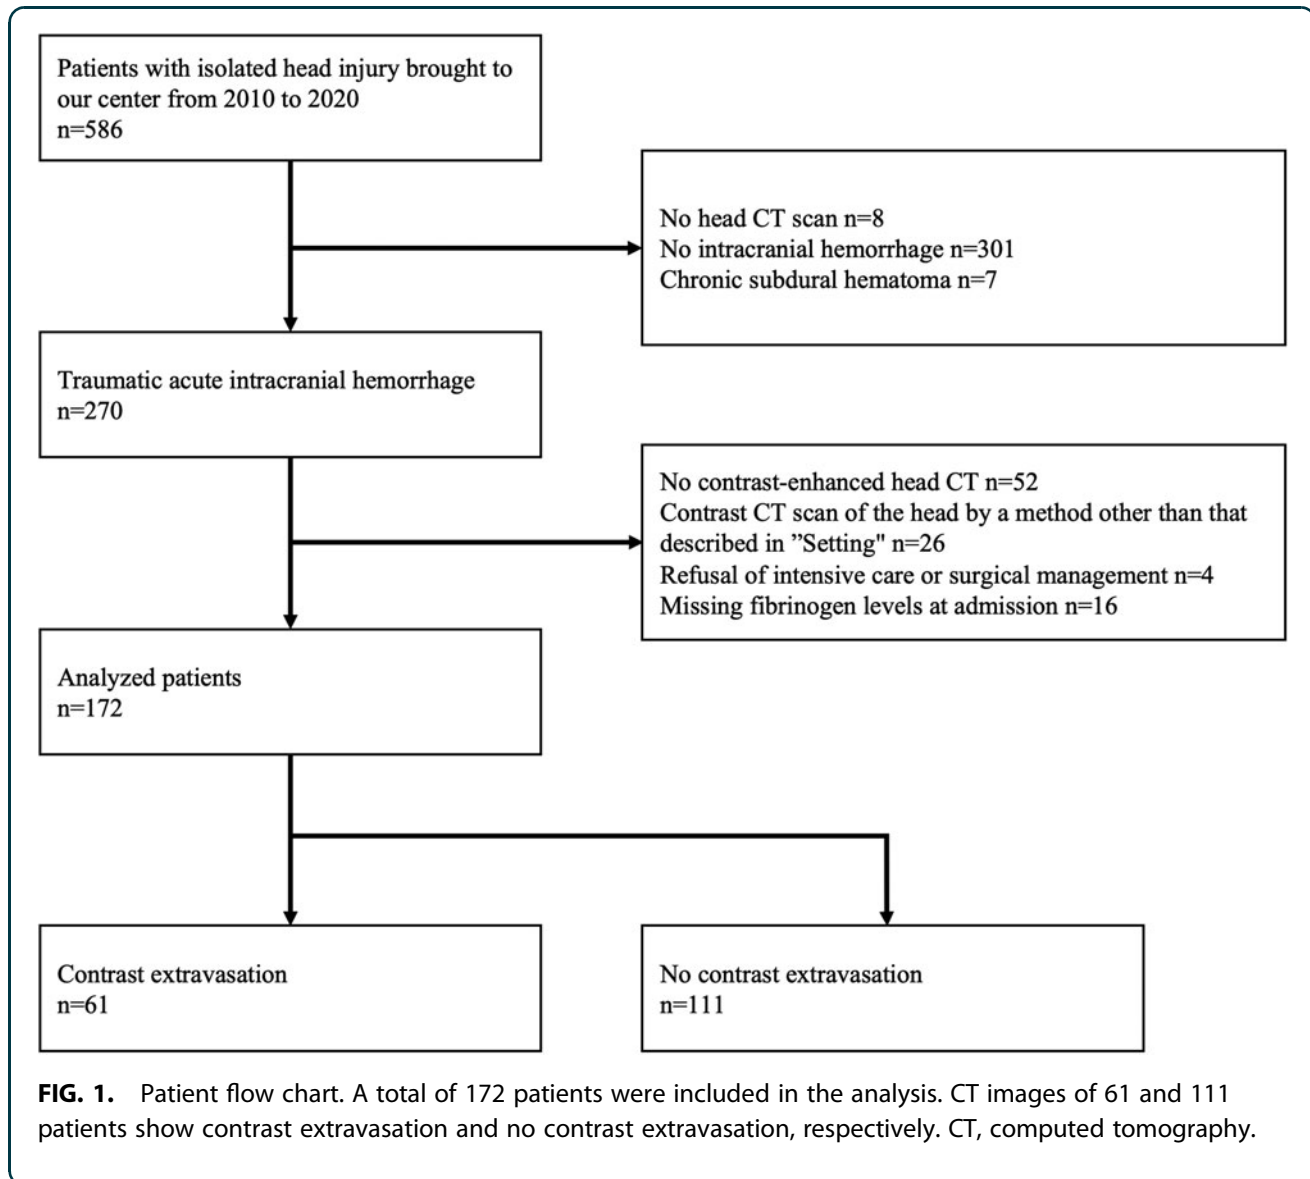 Patients with isolated head injury brought to
our center from 2010 to 2020
n=586
No head CT scan n=8
No intracranial hemorrhage n=301
Chronic subdural hematoma n=7
Traumatic acute intracranial hemorrhage
n=270
No contrast-enhanced head CT n=52
Contrast CT scan of the head by a method other than that
described in ”Setting" n=26
Refusal of intensive care or surgical management n=4
Missing fibrinogen levels at admission n=16
Analyzed patients
n=172
Contrast extravasation
n=61
No contrast extravasation
n=111
FIG. 1. Patient flow chart. A total of 172 patients were included in the analysis. CT images of 61 and 111
patients show contrast extravasation and no contrast extravasation, respectively. CT, computed tomography.